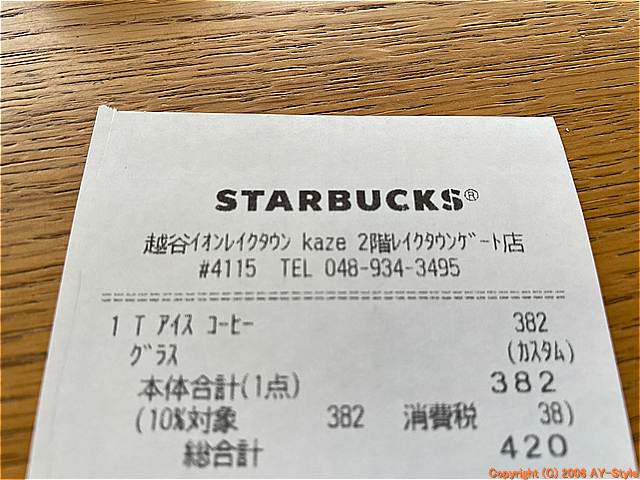 STARBUCKS®
越谷ｲｵﾝﾚｲｸﾀｳﾝ kaze 2階ﾚｲｸﾀｳﾝｹﾞｰﾄ店
#4115 TEL 048-934-3495
1 T ｱｲｽ ｺｰﾋｰ 382
ｸﾞﾗｽ (ｶｽﾀﾑ)
本体合計(1点) 382
(10%対象 382 消費税 38)
総合計 420
Copyright (C) 2006 AY-Style